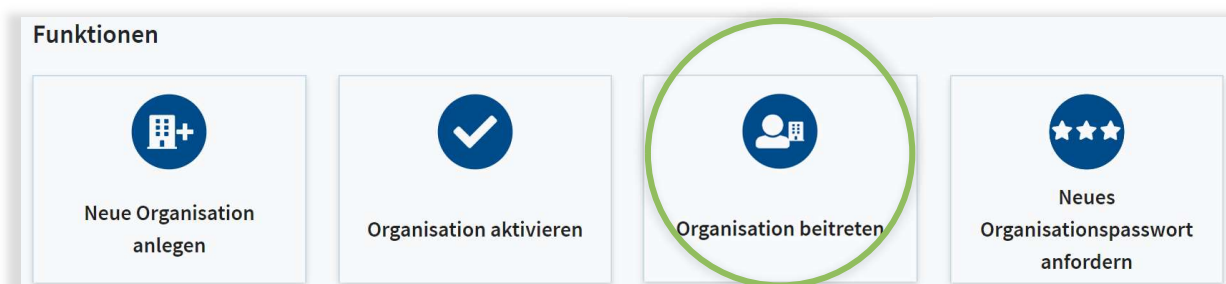 Funktionen
Neue Organisation
anlegen
Organisation aktivieren
Organisation beitreten
Neues
Organisationspasswort
anfordern